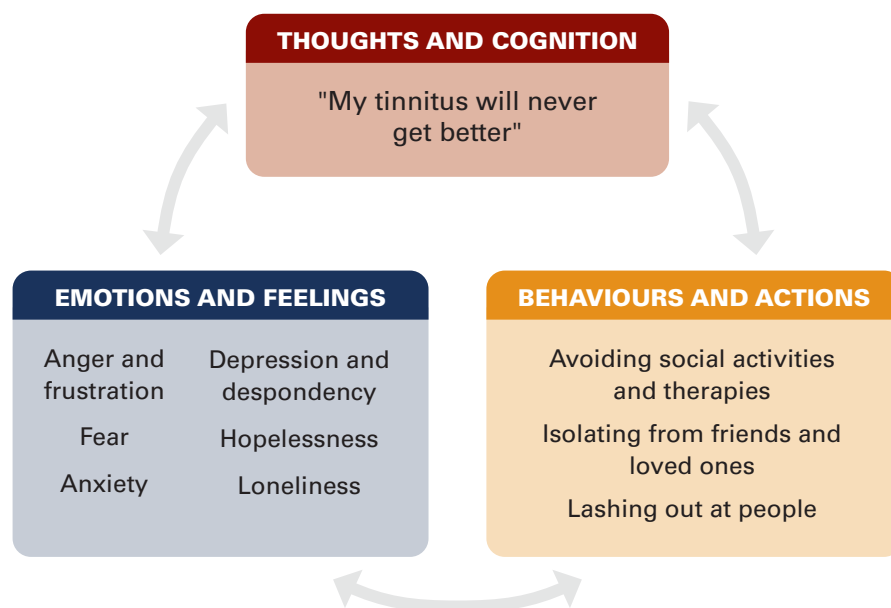 THOUGHTS AND COGNITION
"My tinnitus will never
get better"
EMOTIONS AND FEELINGS
Anger and
frustration
Fear
Anxiety
Depression and
despondency
Hopelessness
Loneliness
BEHAVIOURS AND ACTIONS
Avoiding social activities
and therapies
Isolating from friends and
loved ones
Lashing out at people